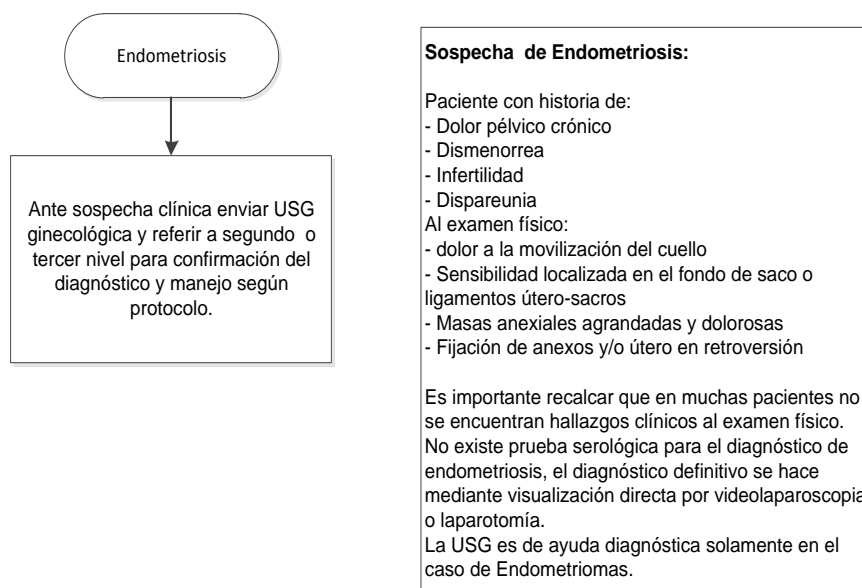 Endometriosis
Ante sospecha clínica enviar USG
ginecológica y referir a segundo o
tercer nivel para confirmación del
diagnóstico y manejo según
protocolo.
Sospecha de Endometriosis:
Paciente con historia de:
- Dolor pélvico crónico
- Dismenorrea
- Infertilidad
- Dispareunia
Al examen físico:
- dolor a la movilización del cuello
- Sensibilidad localizada en el fondo de saco o
ligamentos útero-sacros
- Masas anexiales agrandadas y dolorosas
- Fijación de anexos y/o útero en retroversión
Es importante recalcar que en muchas pacientes no
se encuentran hallazgos clínicos al examen físico.
No existe prueba serológica para el diagnóstico de
endometriosis, el diagnóstico definitivo se hace
mediante visualización directa por videolaparoscopia
o laparotomía.
La USG es de ayuda diagnóstica solamente en el
caso de Endometriomas.